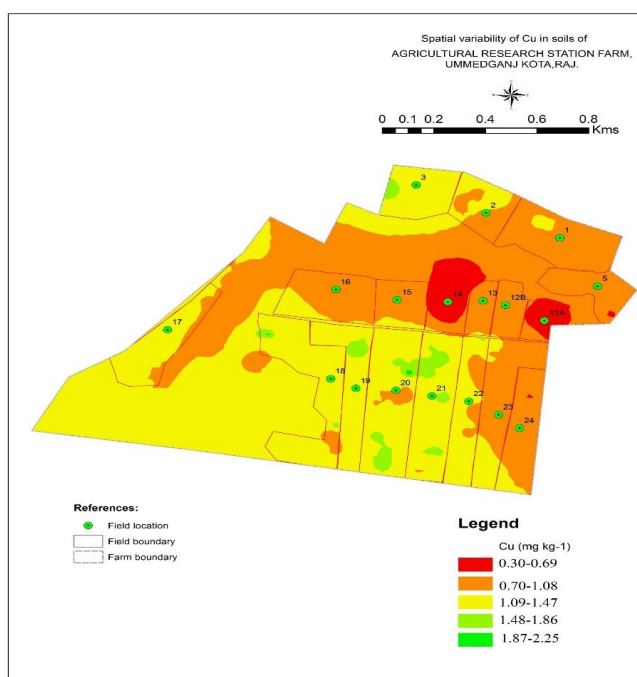 Spatial variability of Cu in soils of
AGRICULTURAL RESEARCH STATION FARM,
UMMEDGANJ KOTA,RAJ.
0 0.1 0.2 0.4 0.6 0.8
Kms
3
2
1
5
16
15
14
13
12B
12A
17
18
19
20
21
22
23
24
References:
Field location
Field boundary
Farm boundary
Legend
Cu (mg kg-1)
0.30-0.69
0.70-1.08
1.09-1.47
1.48-1.86
1.87-2.25